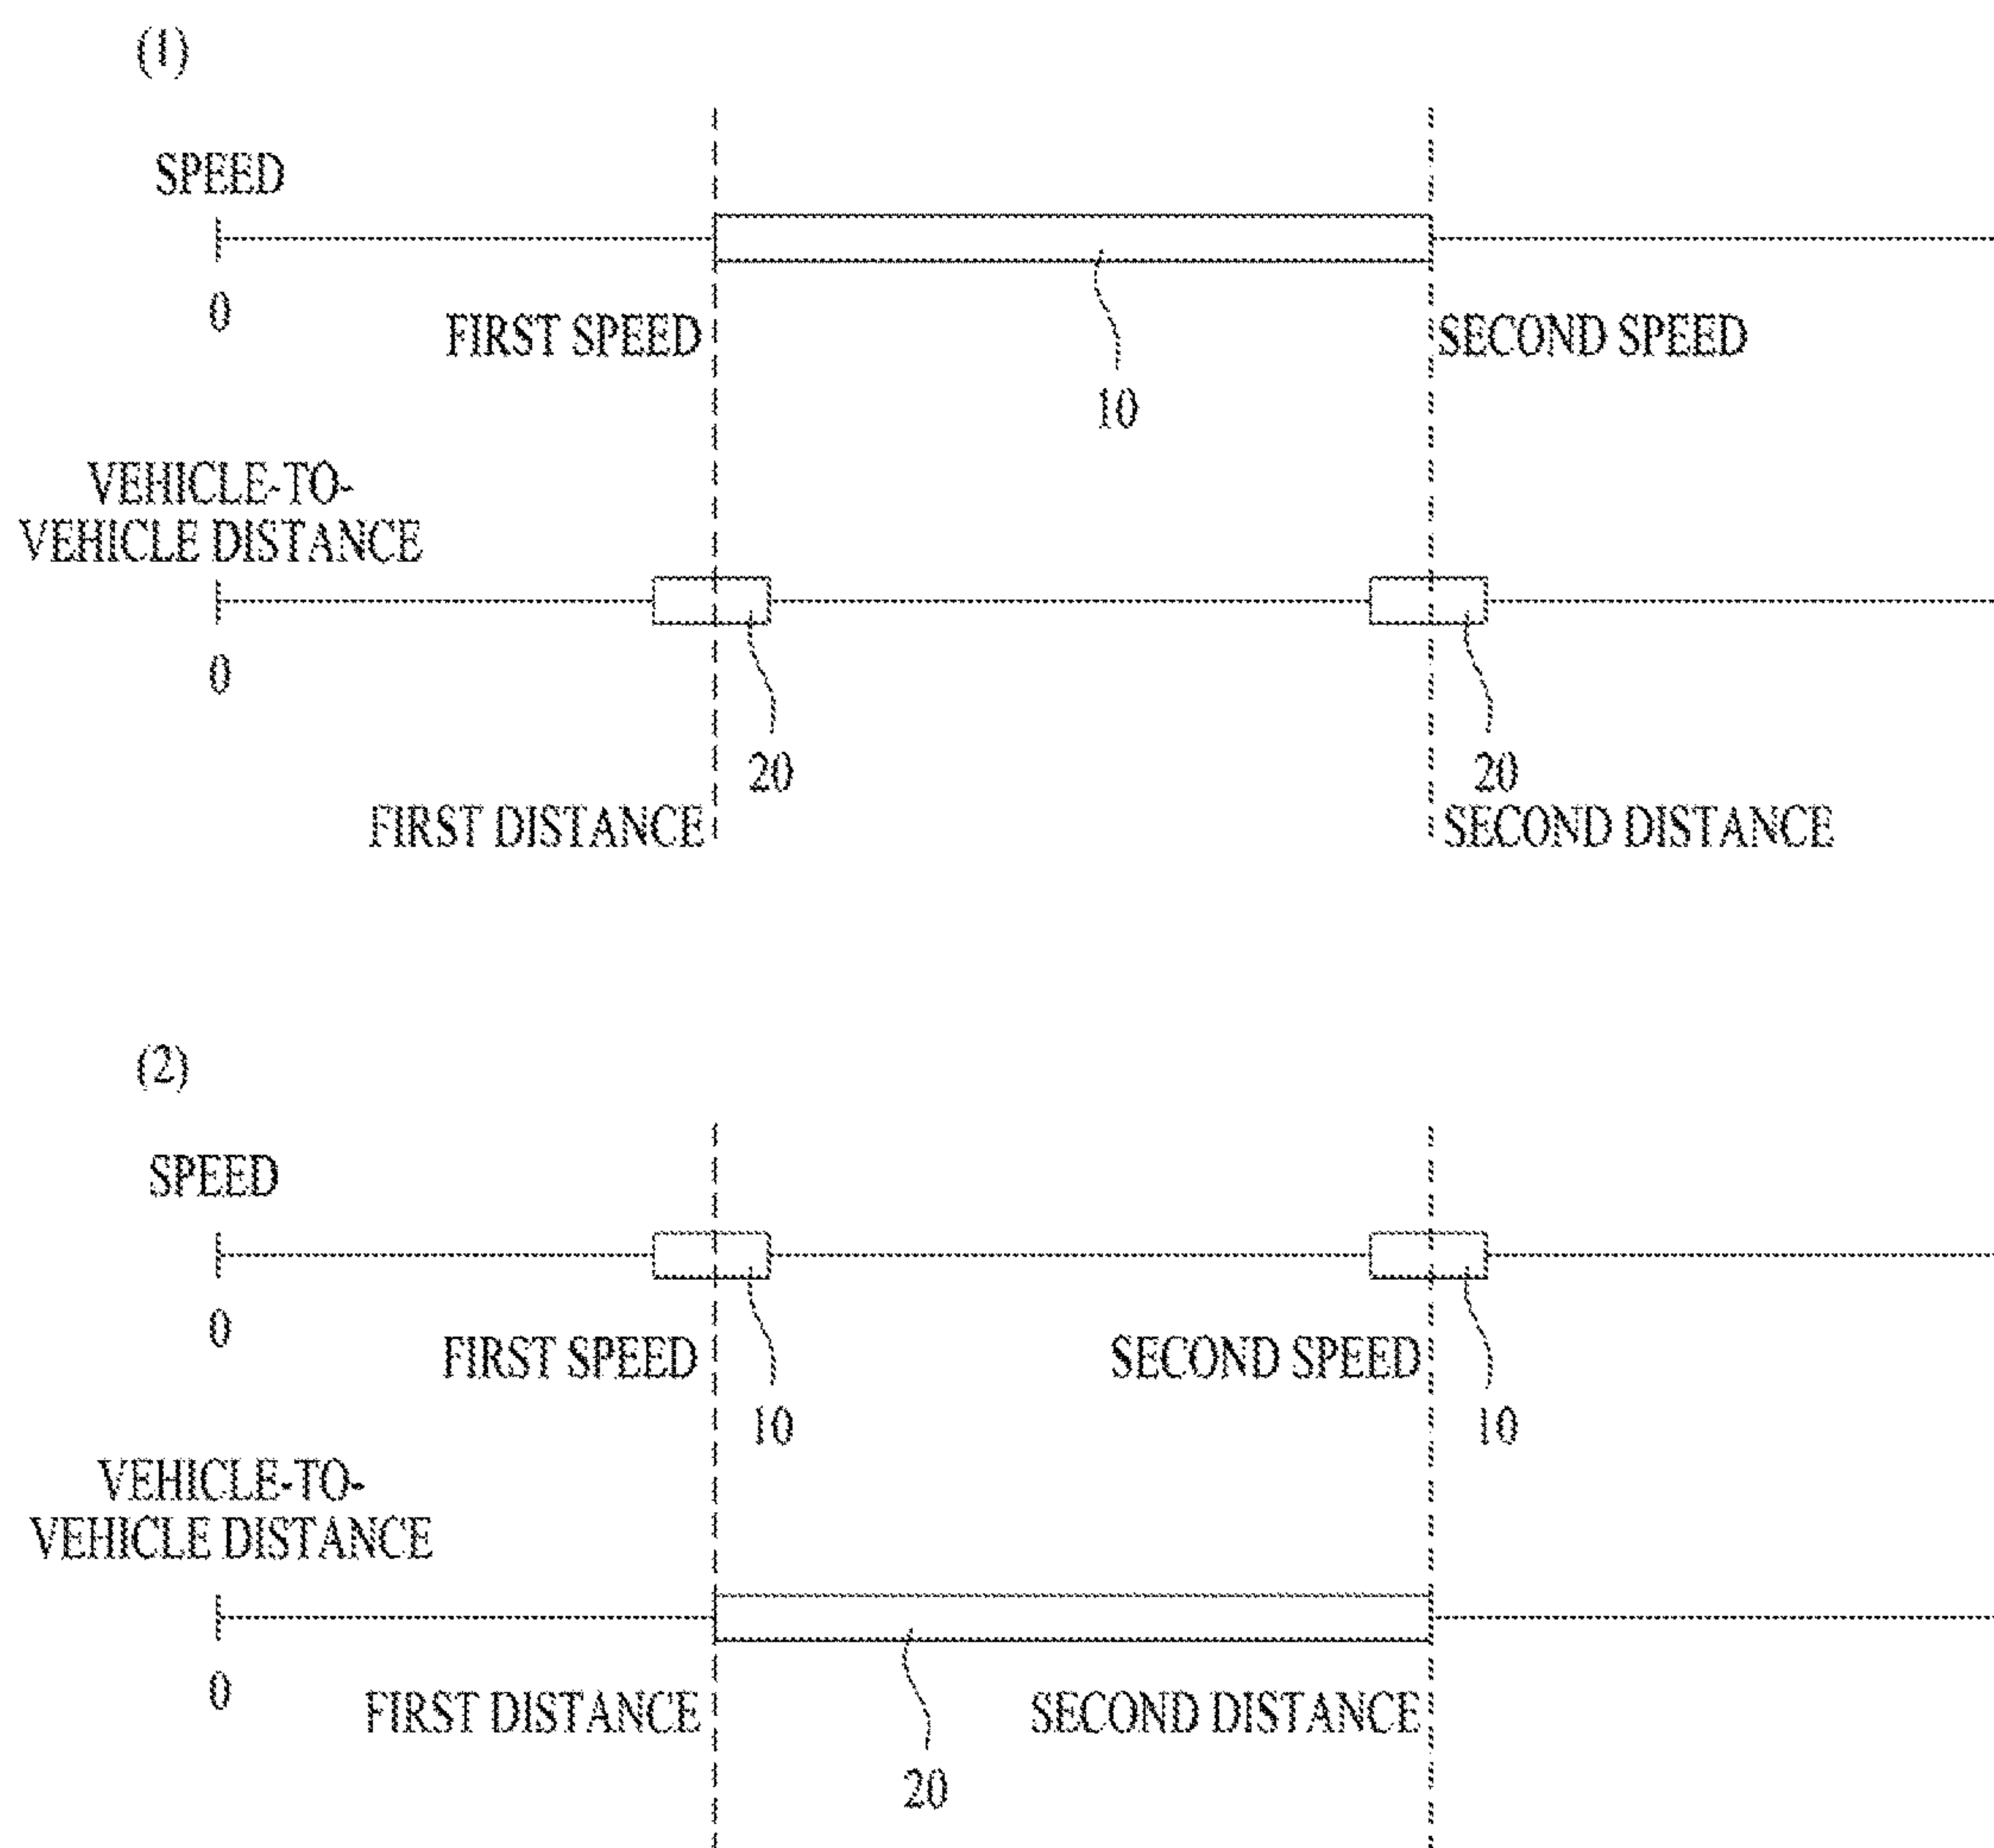 (1)
SPEED
0
FIRST SPEED
SECOND SPEED
10
VEHICLE-TO-
VEHICLE DISTANCE
0
20
20
FIRST DISTANCE
SECOND DISTANCE
(2)
SPEED
0
FIRST SPEED
SECOND SPEED
10
10
VEHICLE-TO-
VEHICLE DISTANCE
0
FIRST DISTANCE
SECOND DISTANCE
20